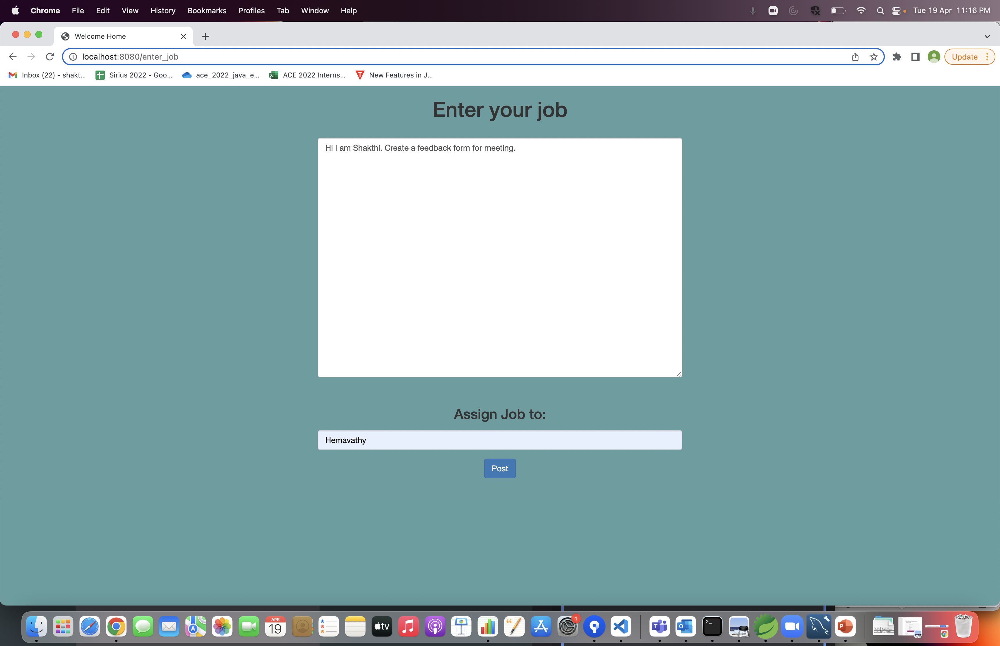 Chrome File Edit View History Bookmarks Profiles Tab Window Help Tue 19 Apr 11:16 PM
Welcome Home
localhost:8080/enter_job Update
Inbox (22) - shakt... Sirius 2022 - Goo... ace_2022_java_e... ACE 2022 Interns... New Features in J...
Enter your job
Hi I am Shakthi. Create a feedback form for meeting.
Assign Job to:
Hemavathy
Post
APR
19
tv
1